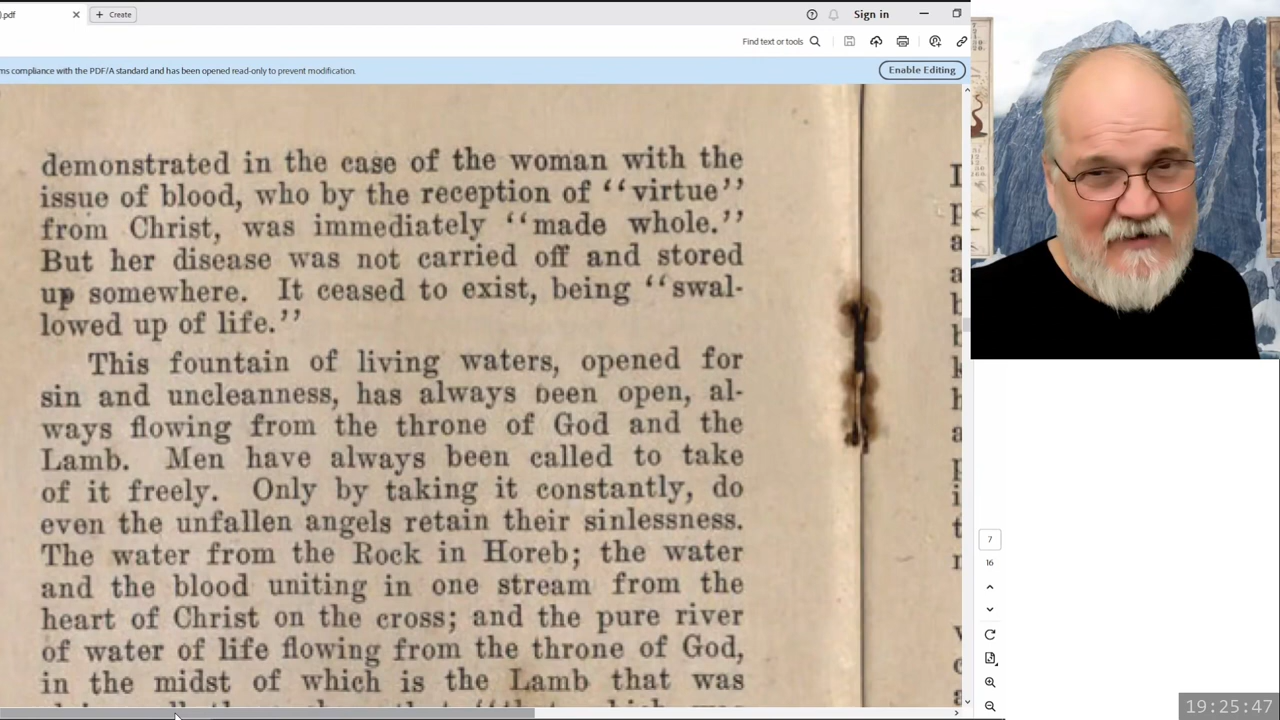 ).pdf
Create
Sign in
Find text or tools
ms compliance with the PDF/A standard and has been opened read-only to prevent modification.
Enable Editing
demonstrated in the case of the woman with the
issue of blood, who by the reception of “virtue”
from Christ, was immediately “made whole.”
But her disease was not carried off and stored
up somewhere. It ceased to exist, being “swal-
lowed up of life.”
This fountain of living waters, opened for
sin and uncleanness, has always been open, al-
ways flowing from the throne of God and the
Lamb. Men have always been called to take
of it freely. Only by taking it constantly, do
even the unfallen angels retain their sinlessness.
The water from the Rock in Horeb; the water
and the blood uniting in one stream from the
heart of Christ on the cross; and the pure river
of water of life flowing from the throne of God,
in the midst of which is the Lamb that was
7
16
19:25:47